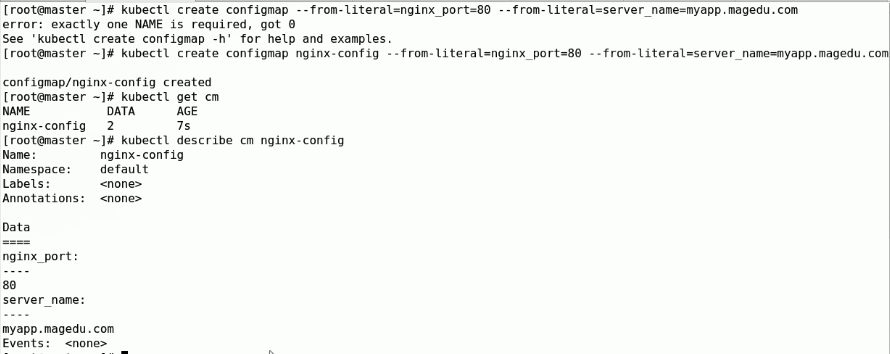 [root@master ~]# kubectl create configmap --from-literal=nginx_port=80 --from-literal=server_name=myapp.magedu.com
error: exactly one NAME is required, got 0
See 'kubectl create configmap -h' for help and examples.
[root@master ~]# kubectl create configmap nginx-config --from-literal=nginx_port=80 --from-literal=server_name=myapp.magedu.com
configmap/nginx-config created
[root@master ~]# kubectl get cm
NAME DATA AGE
nginx-config 2 7s
[root@master ~]# kubectl describe cm nginx-config
Name: nginx-config
Namespace: default
Labels: <none>
Annotations: <none>
Data
====
nginx_port:
----
80
server_name:
----
myapp.magedu.com
Events: <none>